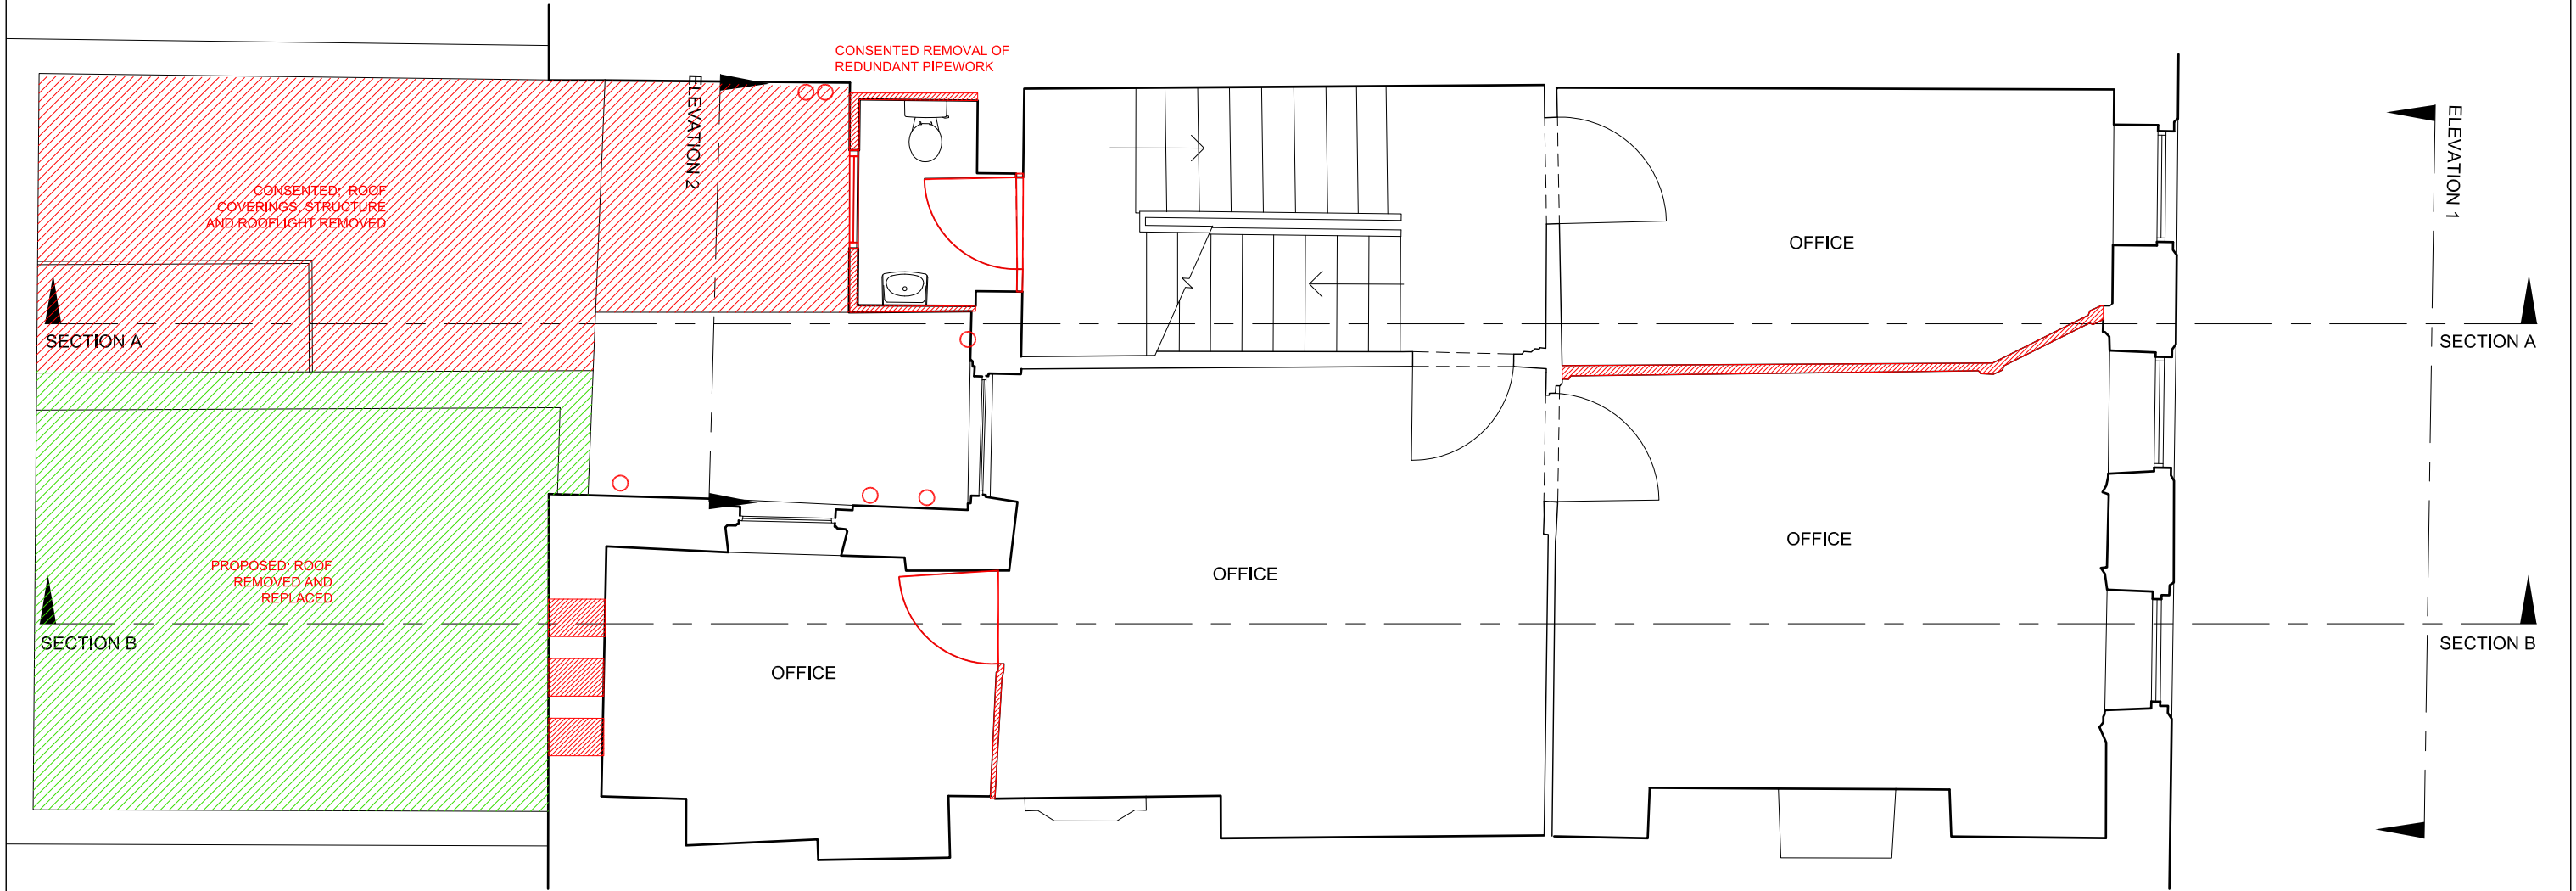 CONSENTED REMOVAL OF
REDUNDANT PIPEWORK
ELEVATION 2
ELEVATION 1
CONSENTED; ROOF
COVERINGS, STRUCTURE
AND ROOFLIGHT REMOVED
OFFICE
SECTION A
SECTION A
PROPOSED; ROOF
REMOVED AND
REPLACED
OFFICE
OFFICE
OFFICE
SECTION B
SECTION B